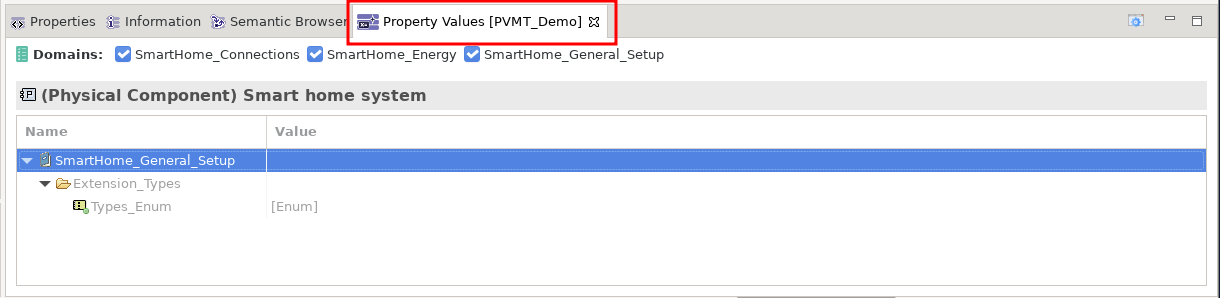 Properties Information Semantic Browser Property Values [PVMT_Demo]
Domains: SmartHome_Connections SmartHome_Energy SmartHome_General_Setup
(Physical Component) Smart home system
Name Value
SmartHome_General_Setup
Extension_Types
Types_Enum [Enum]